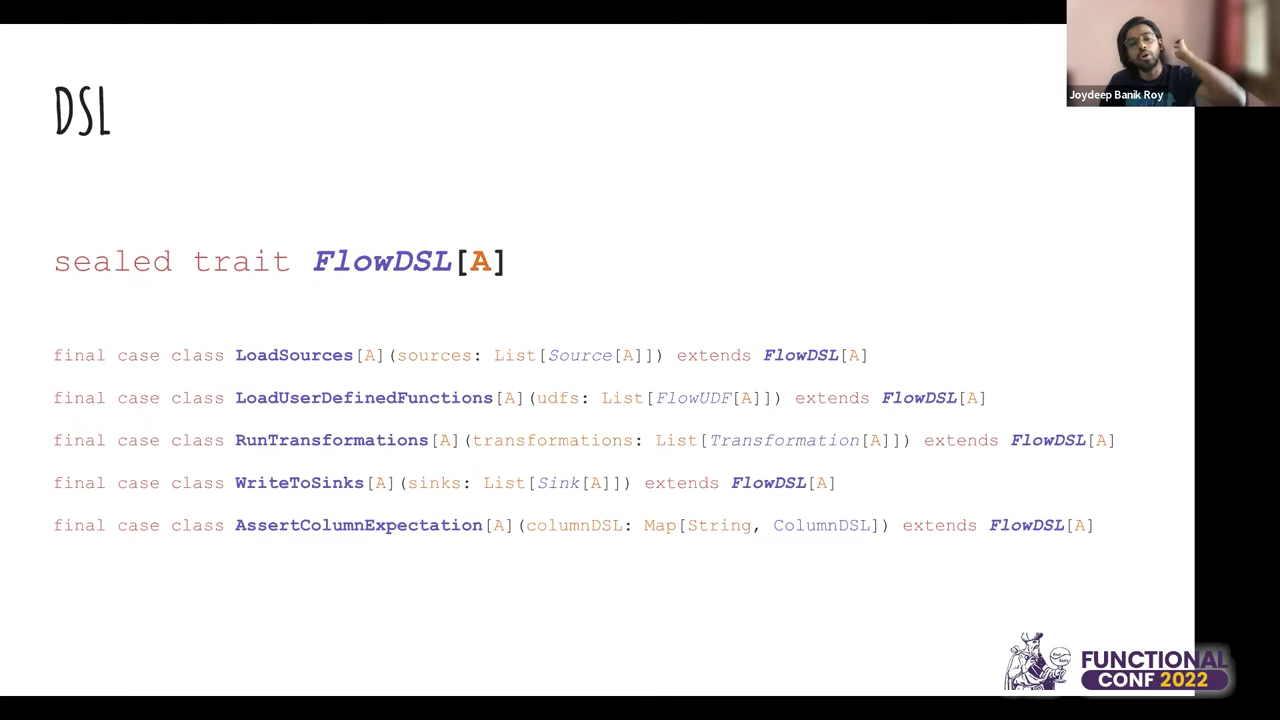 DSL
Joydeep Banik Roy
sealed trait FlowDSL[A]
final case class LoadSources[A](sources: List[Source[A]]) extends FlowDSL[A]
final case class LoadUserDefinedFunctions[A](udfs: List[FlowUDF[A]]) extends FlowDSL[A]
final case class RunTransformations[A](transformations: List[Transformation[A]]) extends FlowDSL[A]
final case class WriteToSinks[A](sinks: List[Sink[A]]) extends FlowDSL[A]
final case class AssertColumnExpectation[A](columnDSL: Map[String, ColumnDSL]) extends FlowDSL[A]
FUNCTIONAL
CONF 2022